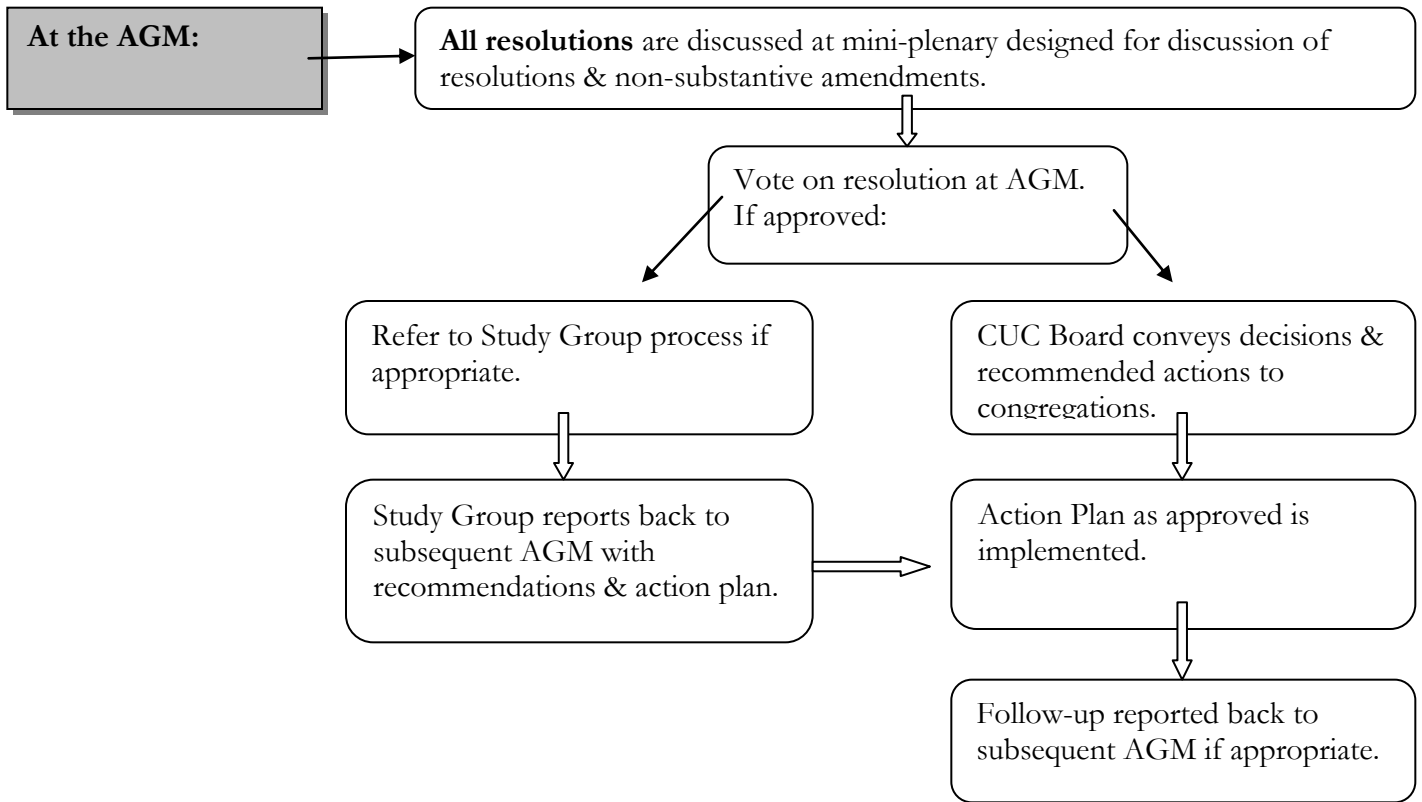 At the AGM:
All resolutions are discussed at mini-plenary designed for discussion of
resolutions & non-substantive amendments.
Vote on resolution at AGM.
If approved:
Refer to Study Group process if
appropriate.
CUC Board conveys decisions &
recommended actions to
congregations.
Study Group reports back to
subsequent AGM with
recommendations & action plan.
Action Plan as approved is
implemented.
Follow-up reported back to
subsequent AGM if appropriate.